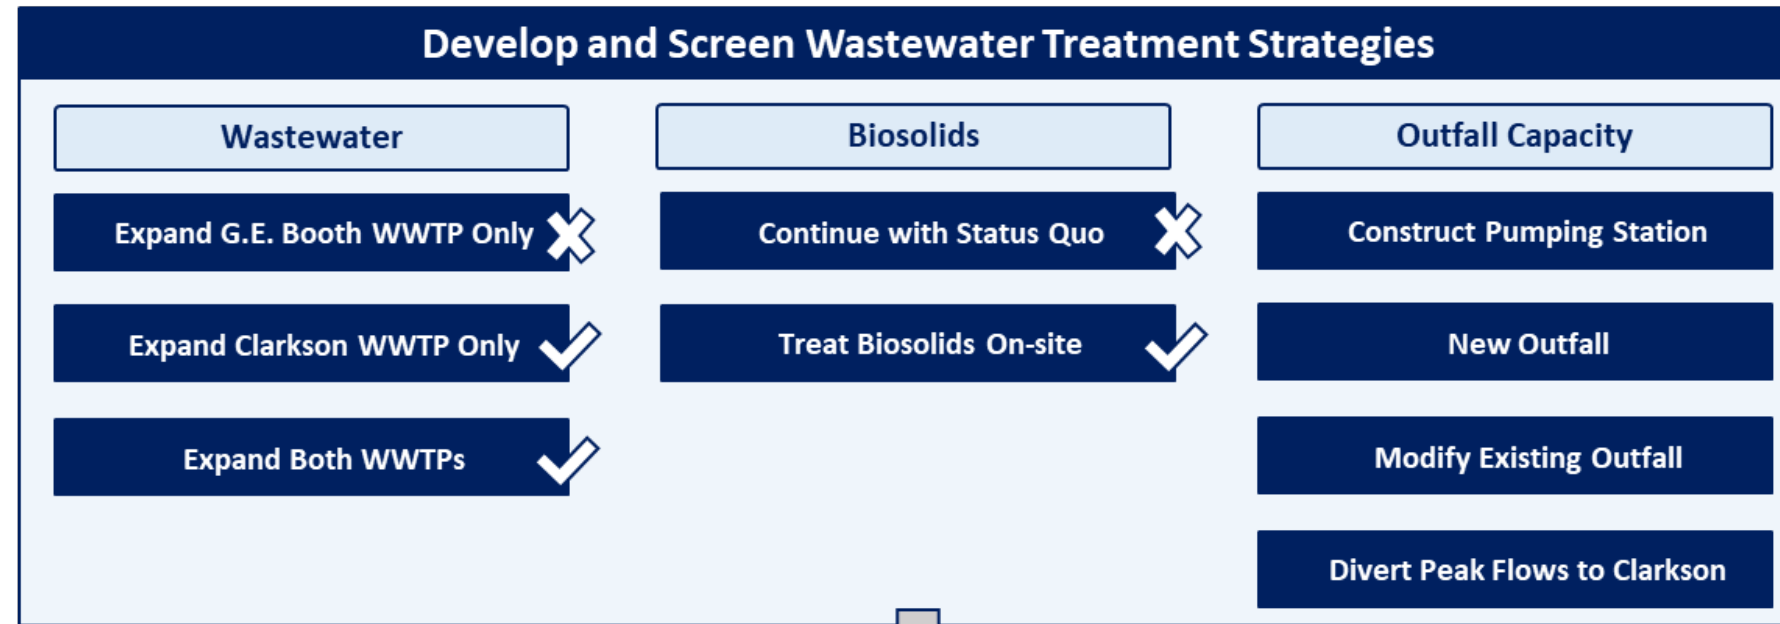 Develop and Screen Wastewater Treatment Strategies
Wastewater
Expand G.E. Booth WWTP Only
Expand Clarkson WWTP Only
Expand Both WWTPs
Biosolids
Continue with Status Quo
Treat Biosolids On-site
Outfall Capacity
Construct Pumping Station
New Outfall
Modify Existing Outfall
Divert Peak Flows to Clarkson